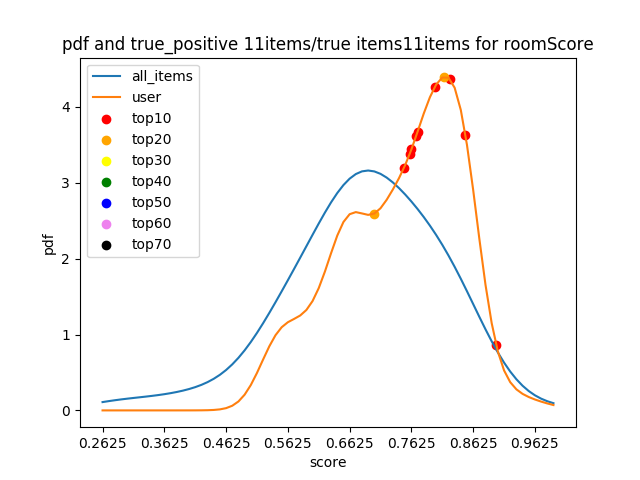 pdf and true_positive 11items/true items11items for roomScore
all_items
user
top10
top20
top30
top40
top50
top60
top70
pdf
4
3
2
1
0
0.2625 0.3625 0.4625 0.5625 0.6625 0.7625 0.8625 0.9625
score